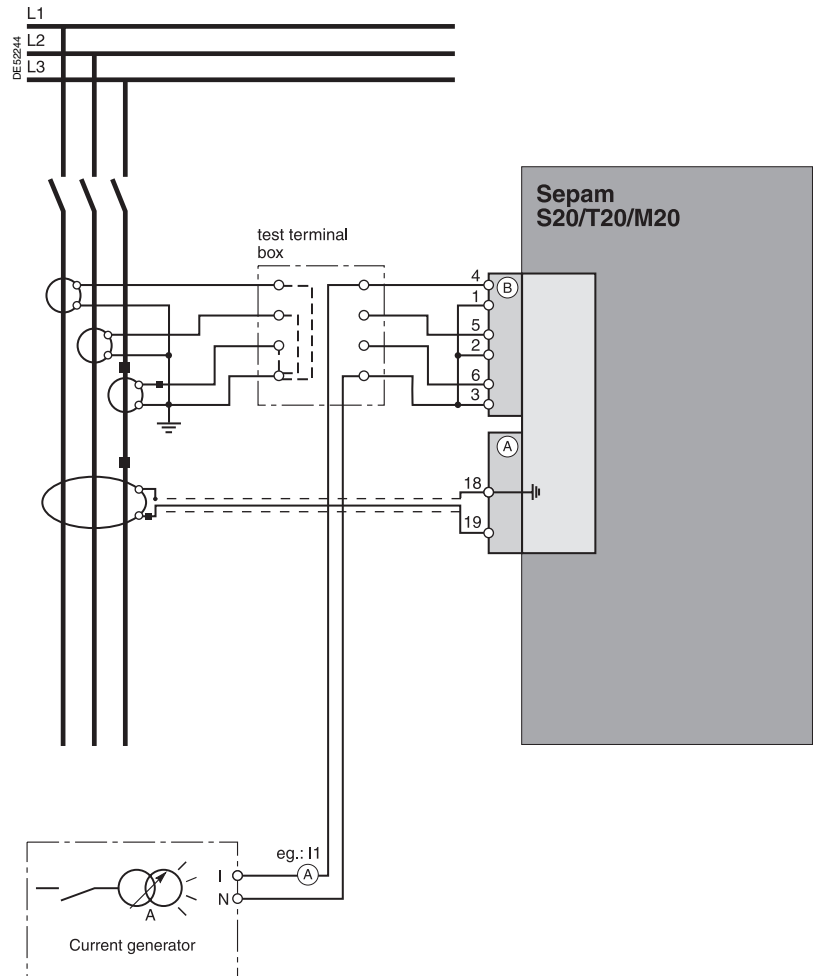 L1
DE52244
L2
L3
Sepam
S20/T20/M20
test terminal
box
4
B
1
5
2
6
3
A
18
19
eg.: I1
I
A
N
A
Current generator